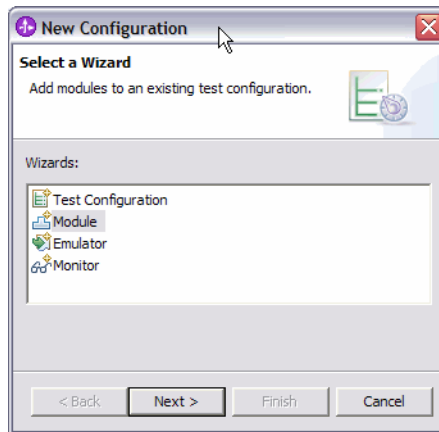 New Configuration
Select a Wizard
Add modules to an existing test configuration.
Wizards:
Test Configuration
Module
Emulator
Monitor
< Back
Next >
Finish
Cancel